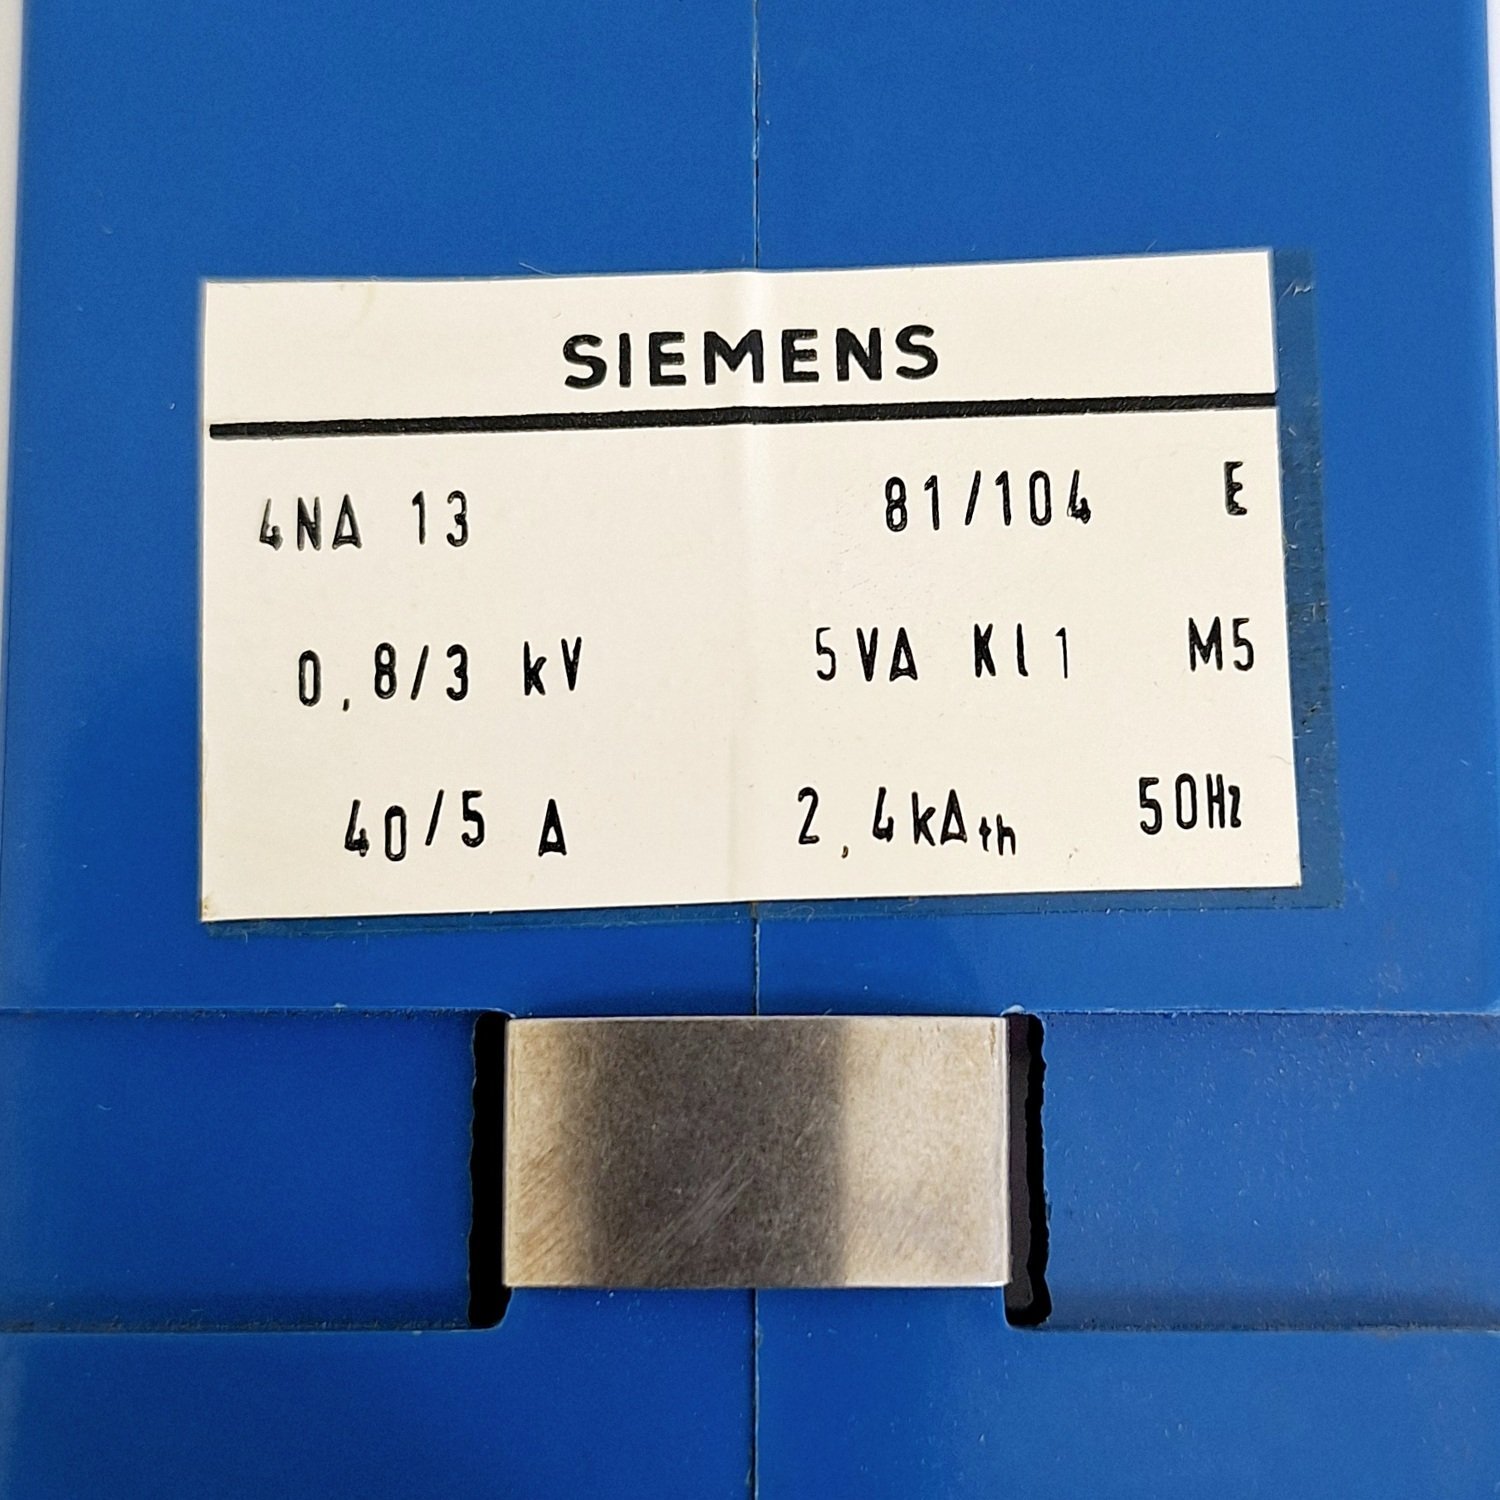 SIEMENS
4NA 13 81/104 E
0,8/3 kV 5VA Kl1 M5
40/5 A 2,4kAth 50Hz